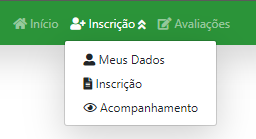 Início Inscrição Avaliações
Meus Dados
Inscrição
Acompanhamento